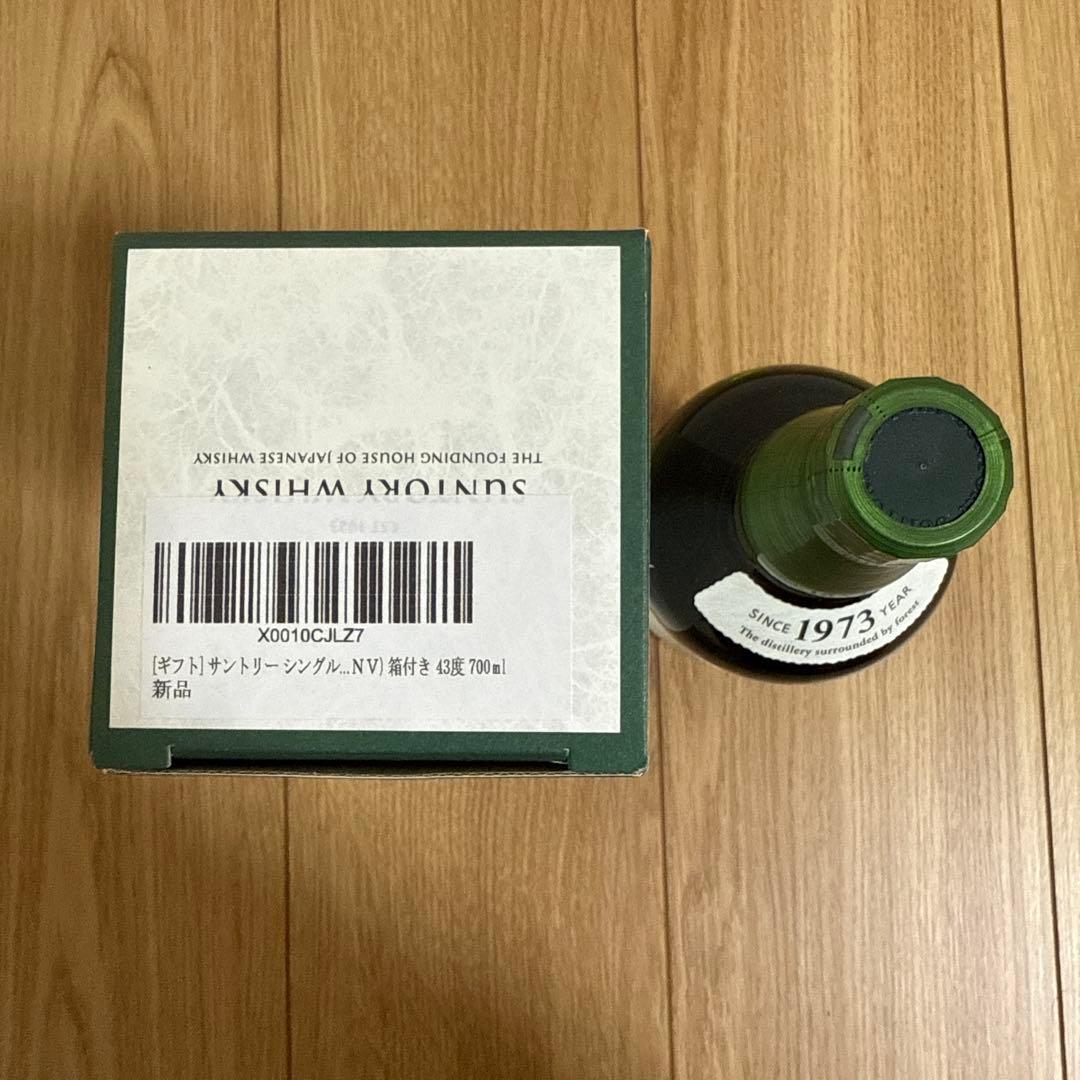 THE FOUNDING HOUSE OF JAPANESE WHISKY
SUNTORY WHISKY
X0010CJLZ7
[ギフト] サントリー シングル...ＮＶ) 箱付き 43度 700ml
新品
SINCE 1973 YEAR
The distillery surrounded by forest